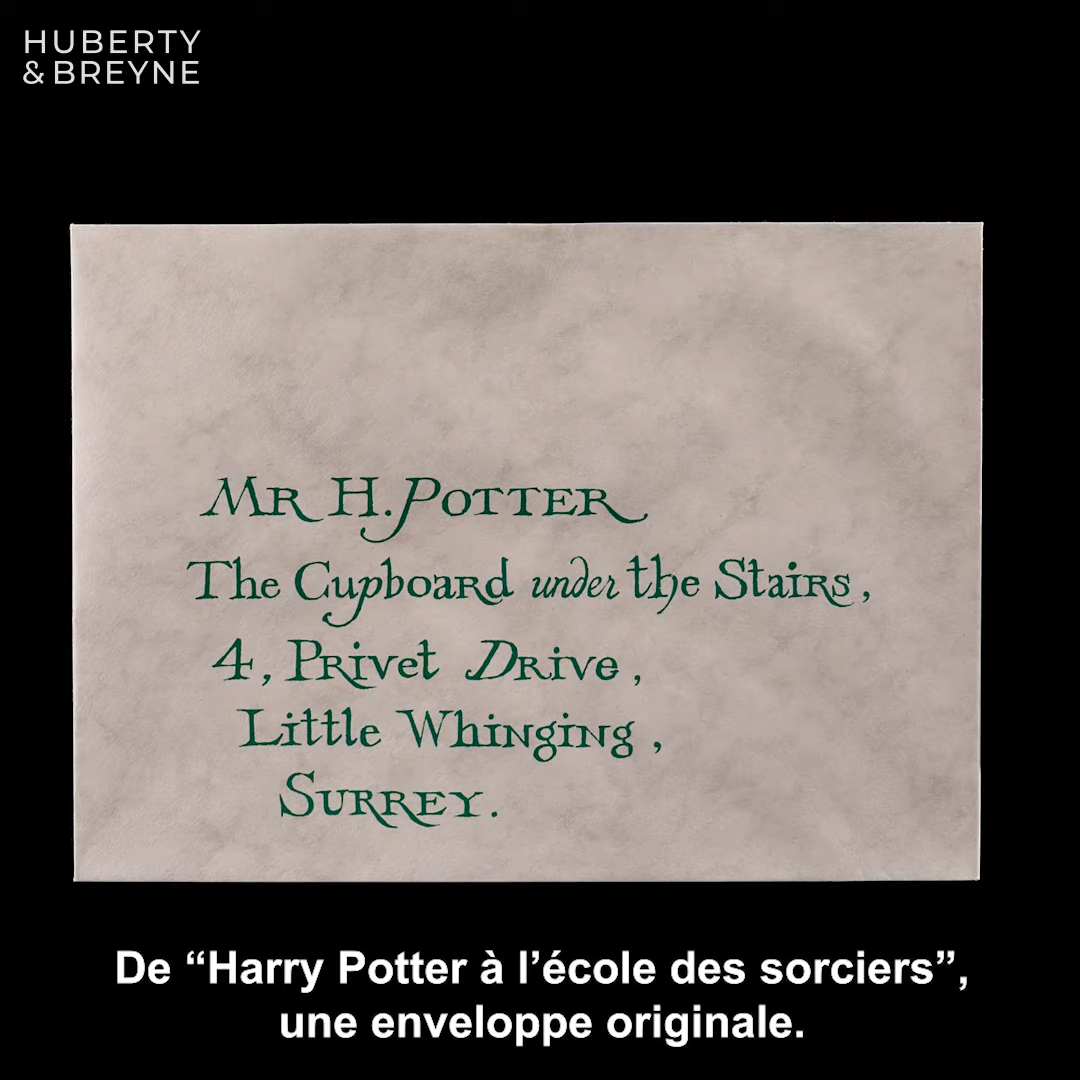 HUBERTY
& BREYNE
Mr H. Potter
The Cupboard under the Stairs,
4, Privet Drive,
Little Whinging,
Surrey.
De “Harry Potter à l’école des sorciers”,
une enveloppe originale.